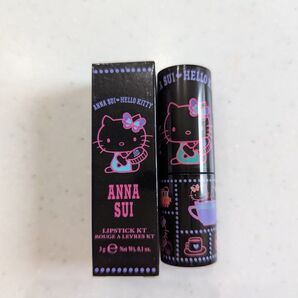 ANNA SUI HELLO KITTY
ANNA
SUI
LIPSTICK KT
ROUGE A LEVRES KT
3g e Net Wt. 0.1 oz.
A SUI HELLO KI